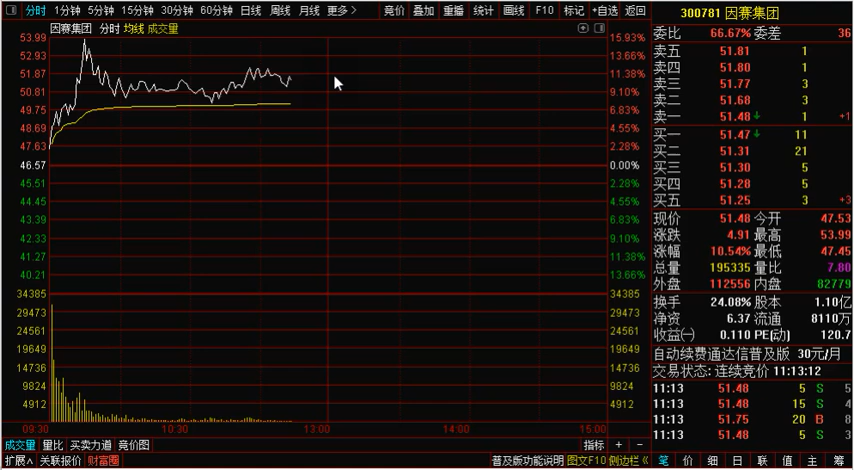 分时 1分钟 5分钟 15分钟 30分钟 60分钟 日线 周线 月线 更多 竞价 叠加 重播 统计 画线 F10 标记 +自选 返回
因赛集团 分时 均线 成交量
53.99 15.93%
52.93 13.66%
51.87 11.38%
50.81 9.10%
49.75 6.83%
48.69 4.55%
47.63 2.28%
46.57 0.00%
45.51 2.28%
44.45 4.55%
43.39 6.83%
42.33 9.10%
41.27 11.38%
40.21 13.66%
34385 34385
29473 29473
24561 24561
19649 19649
14736 14736
9824 9824
4912 4912
09:30 10:30 13:00 15:00
成交量 量比 买卖力道 竞价图 指标 + -
扩展∧ 关联报价 财富圈 普及版功能说明 图文F10 侧边栏《
300781 因赛集团
委比 66.67% 委差 36
卖五 51.81 1
卖四 51.80 1
卖三 51.77 3
卖二 51.68 3
卖一 51.48 1 +1
买一 51.47 11
买二 51.31 21
买三 51.30 5
买四 51.28 5
买五 51.25 3 +3
现价 51.48 今开 47.53
涨跌 4.91 最高 53.99
涨幅 10.54% 最低 47.45
总量 195335 量比 7.80
外盘 112556 内盘 82779
换手 24.08% 股本 1.10亿
净资 6.37 流通 8110万
收益(一) 0.110 PE(动) 120.7
自动续费通达信普及版 30元/月
交易状态: 连续竞价 11:13:12
11:13 51.48 5 S 5
11:13 51.48 15 S 4
11:13 51.75 20 B 8
11:13 51.48 5 S 3
笔 价 细 日 联 值 主 筹